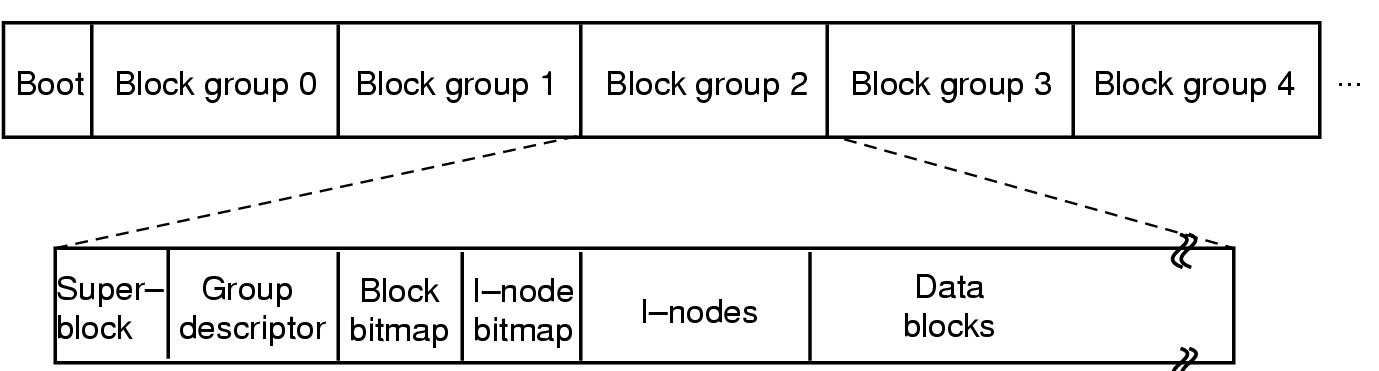 Boot Block group 0 Block group 1 Block group 2 Block group 3 Block group 4 ...
Super–
block
Group
descriptor
Block
bitmap
I–node
bitmap
I–nodes
Data
blocks